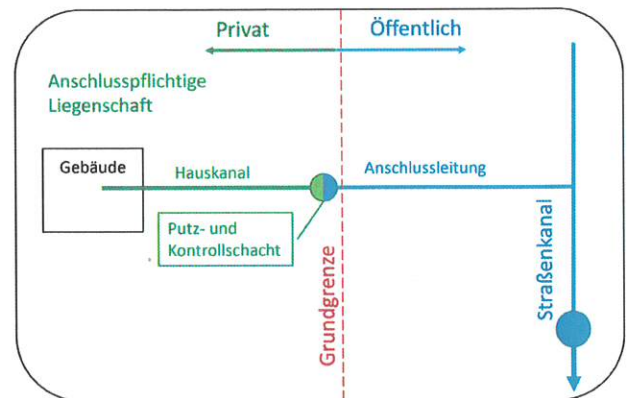 Privat
Öffentlich
Anschlusspflichtige
Liegenschaft
Gebäude
Hauskanal
Anschlussleitung
Putz- und
Kontrollschacht
Grundgrenze
Straßenkanal